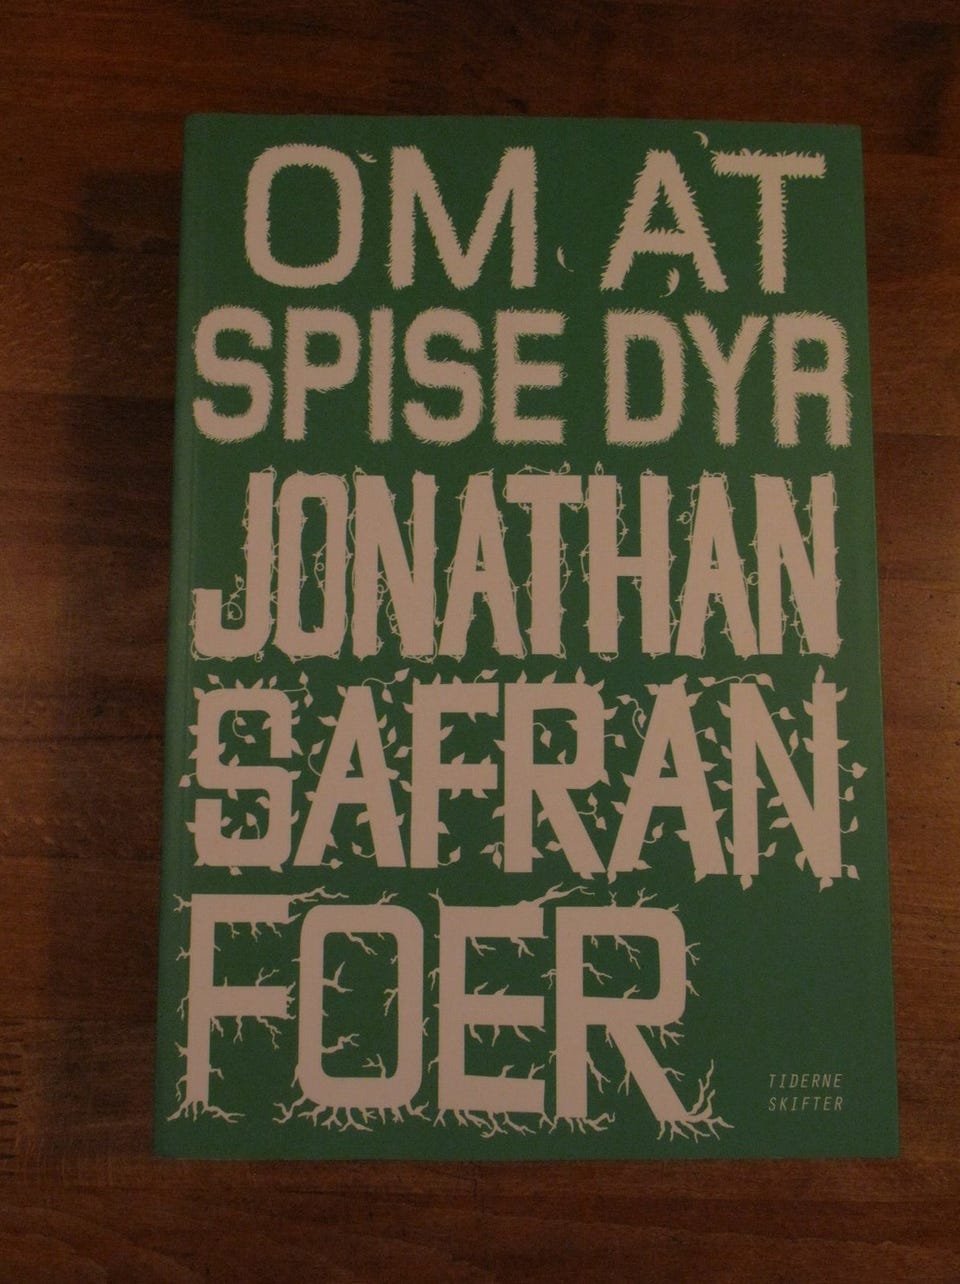 OM AT
SPISE DYR
JONATHAN
SAFRAN
FOER
TIDERNE
SKIFTER